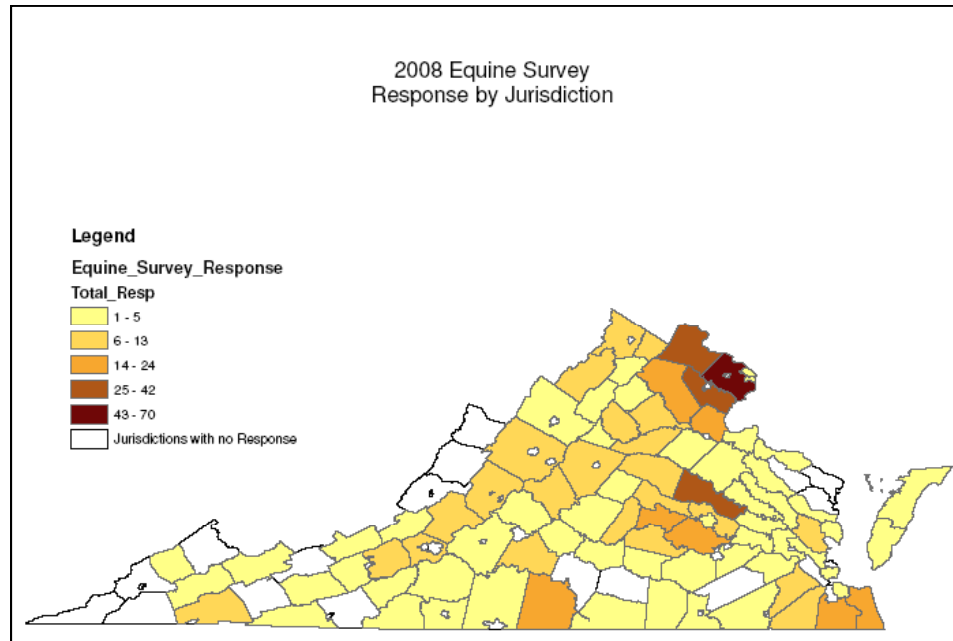 2008 Equine Survey
Response by Jurisdiction
Legend
Equine_Survey_Response
Total_Resp
1 - 5
6 - 13
14 - 24
25 - 42
43 - 70
Jurisdictions with no Response